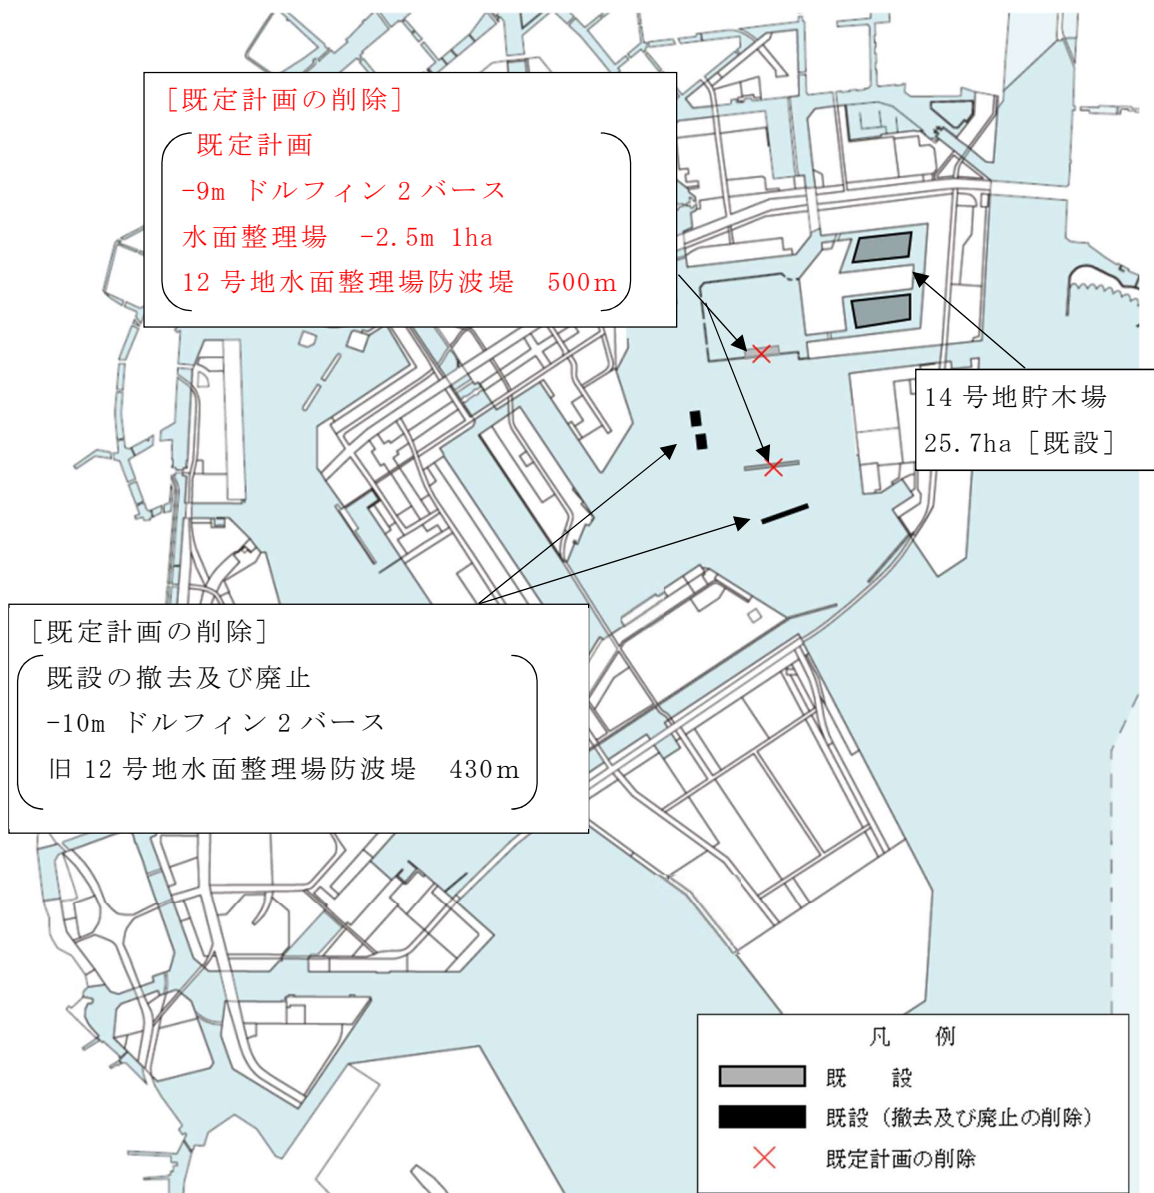 ［既定計画の削除］
既定計画
-9m ドルフィン 2 バース
水面整理場　-2.5m 1ha
12 号地水面整理場防波堤　500ｍ
14 号地貯木場
25.7ha［既設］
［既定計画の削除］
既設の撤去及び廃止
-10m ドルフィン 2 バース
旧 12 号地水面整理場防波堤　430ｍ
凡　例
既　設
既設（撤去及び廃止の削除）
既定計画の削除